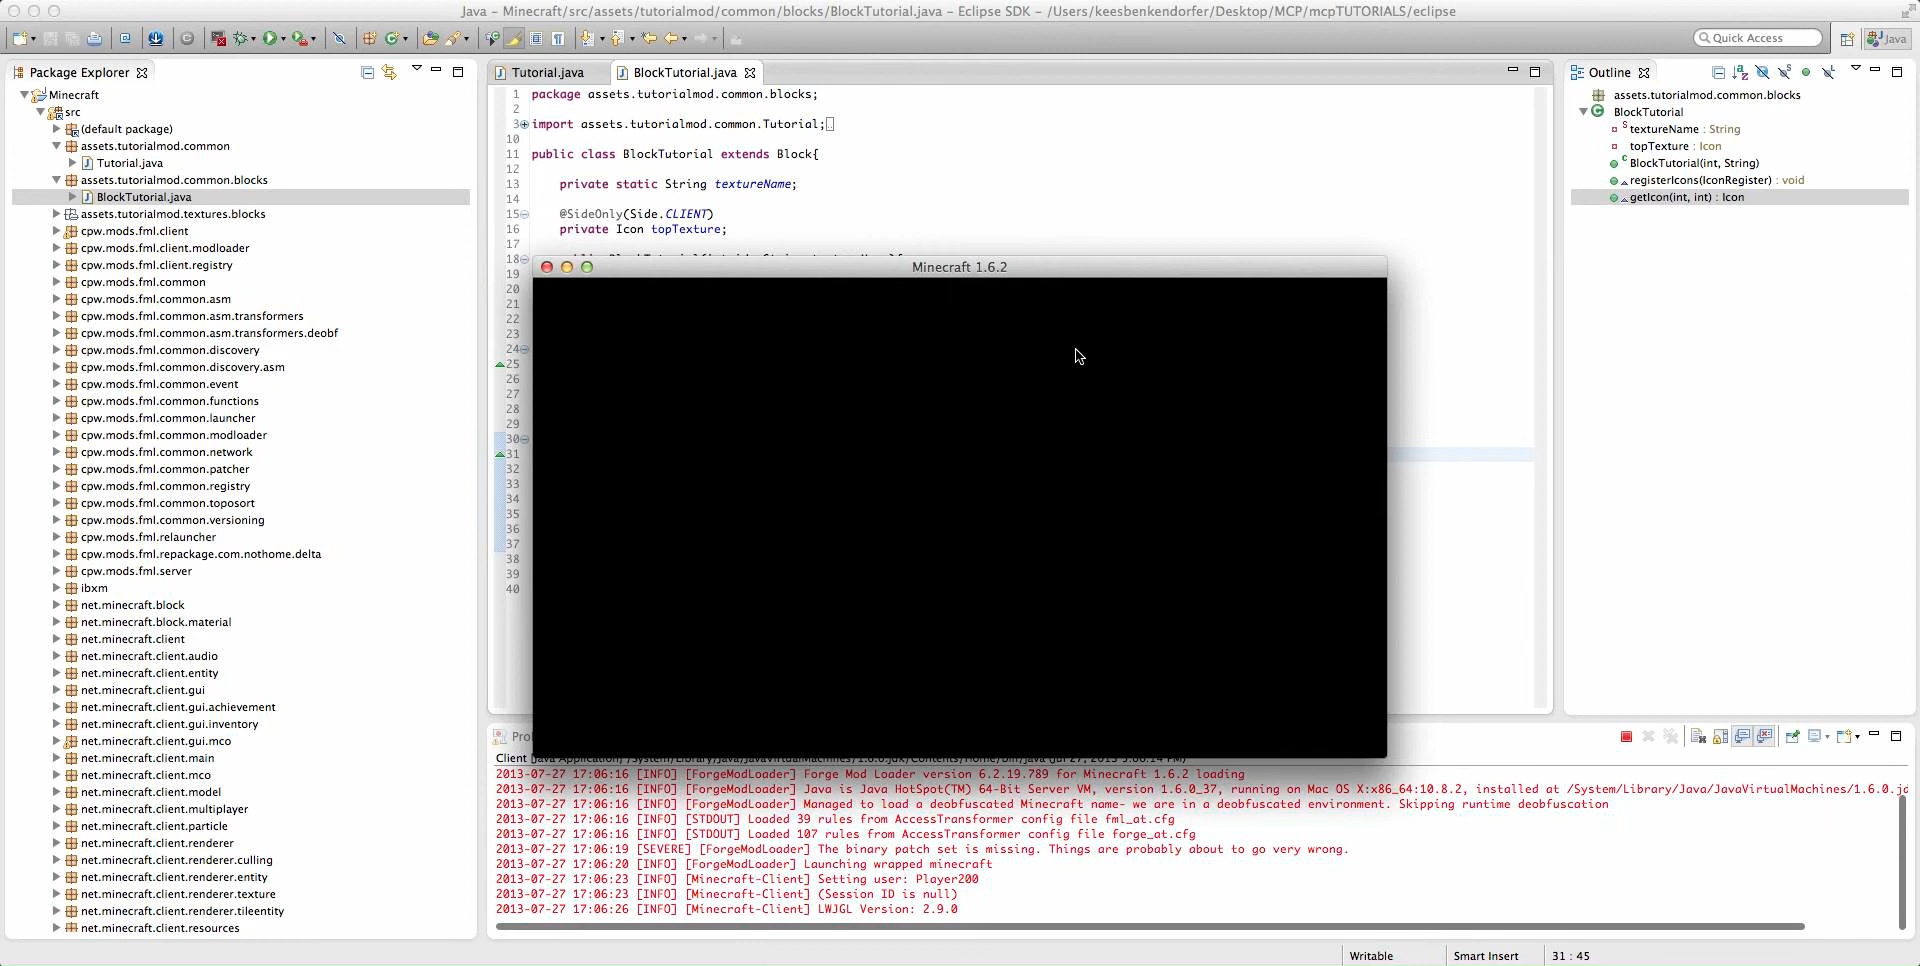 Java – Minecraft/src/assets/tutorialmod/common/blocks/BlockTutorial.java – Eclipse SDK – /Users/keesbenkendorfer/Desktop/MCP/mcpTUTORIALS/eclipse
Quick Access
Java
Package Explorer
Minecraft
src
(default package)
assets.tutorialmod.common
Tutorial.java
assets.tutorialmod.common.blocks
BlockTutorial.java
assets.tutorialmod.textures.blocks
cpw.mods.fml.client
cpw.mods.fml.client.modloader
cpw.mods.fml.client.registry
cpw.mods.fml.common
cpw.mods.fml.common.asm
cpw.mods.fml.common.asm.transformers
cpw.mods.fml.common.asm.transformers.deobf
cpw.mods.fml.common.discovery
cpw.mods.fml.common.discovery.asm
cpw.mods.fml.common.event
cpw.mods.fml.common.functions
cpw.mods.fml.common.launcher
cpw.mods.fml.common.modloader
cpw.mods.fml.common.network
cpw.mods.fml.common.patcher
cpw.mods.fml.common.registry
cpw.mods.fml.common.toposort
cpw.mods.fml.common.versioning
cpw.mods.fml.relauncher
cpw.mods.fml.repackage.com.nothome.delta
cpw.mods.fml.server
ibxm
net.minecraft.block
net.minecraft.block.material
net.minecraft.client
net.minecraft.client.audio
net.minecraft.client.entity
net.minecraft.client.gui
net.minecraft.client.gui.achievement
net.minecraft.client.gui.inventory
net.minecraft.client.gui.mco
net.minecraft.client.main
net.minecraft.client.mco
net.minecraft.client.model
net.minecraft.client.multiplayer
net.minecraft.client.particle
net.minecraft.client.renderer
net.minecraft.client.renderer.culling
net.minecraft.client.renderer.entity
net.minecraft.client.renderer.texture
net.minecraft.client.renderer.tileentity
net.minecraft.client.resources
Tutorial.java
BlockTutorial.java
1 package assets.tutorialmod.common.blocks;
2
3 import assets.tutorialmod.common.Tutorial;
10
11 public class BlockTutorial extends Block{
12
13 private static String textureName;
14
15 @SideOnly(Side.CLIENT)
16 private Icon topTexture;
17
18
19
20
21
22
23
24
25
26
27
28
29
30
31
32
33
34
35
36
37
38
39
40
Minecraft 1.6.2
Outline
assets.tutorialmod.common.blocks
BlockTutorial
textureName : String
topTexture : Icon
BlockTutorial(int, String)
registerIcons(IconRegister) : void
getIcon(int, int) : Icon
2013-07-27 17:06:16 [INFO] [ForgeModLoader] Forge Mod Loader version 6.2.19.789 for Minecraft 1.6.2 loading
2013-07-27 17:06:16 [INFO] [ForgeModLoader] Java is Java HotSpot(TM) 64-Bit Server VM, version 1.6.0_37, running on Mac OS X:x86_64:10.8.2, installed at /System/Library/Java/JavaVirtualMachines/1.6.0.jd
2013-07-27 17:06:16 [INFO] [ForgeModLoader] Managed to load a deobfuscated Minecraft name- we are in a deobfuscated environment. Skipping runtime deobfuscation
2013-07-27 17:06:16 [INFO] [STDOUT] Loaded 39 rules from AccessTransformer config file fml_at.cfg
2013-07-27 17:06:16 [INFO] [STDOUT] Loaded 107 rules from AccessTransformer config file forge_at.cfg
2013-07-27 17:06:19 [SEVERE] [ForgeModLoader] The binary patch set is missing. Things are probably about to go very wrong.
2013-07-27 17:06:20 [INFO] [ForgeModLoader] Launching wrapped minecraft
2013-07-27 17:06:23 [INFO] [Minecraft-Client] Setting user: Player200
2013-07-27 17:06:23 [INFO] [Minecraft-Client] (Session ID is null)
2013-07-27 17:06:26 [INFO] [Minecraft-Client] LWJGL Version: 2.9.0
Writable
Smart Insert
31 : 45